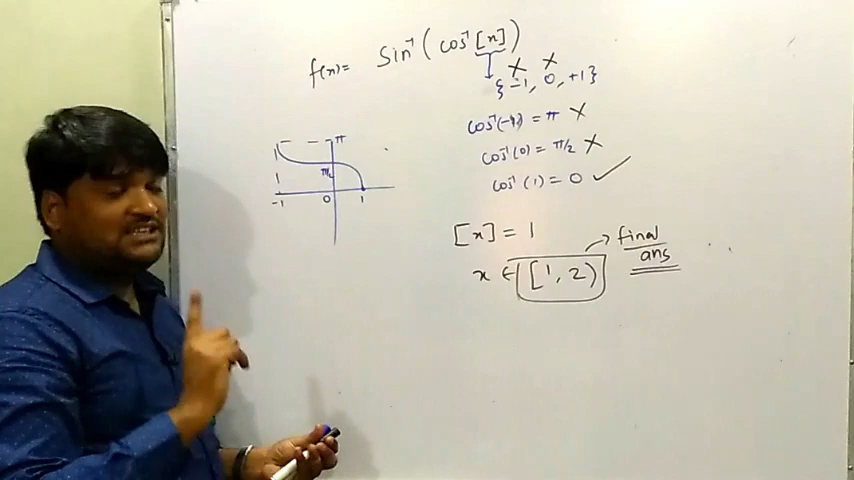 f(x) = Sin⁻¹ ( cos⁻¹ [x] )
{ -1, 0, +1 }
cos⁻¹(-1) = π ✗
cos⁻¹(0) = π/2 ✗
cos⁻¹(1) = 0 ✓
π
π/2
-1 0 1
[x] = 1
x ∈ [1, 2) → final
ans